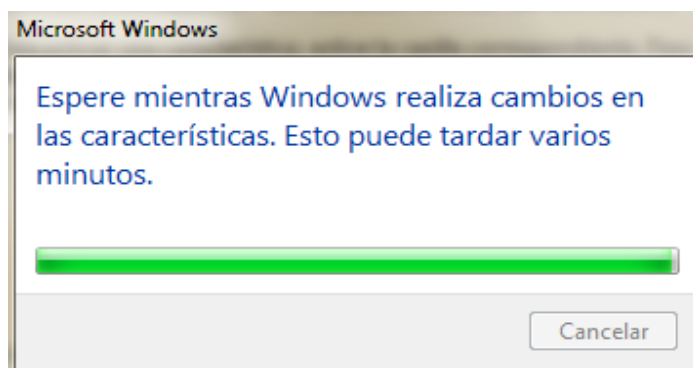 Microsoft Windows
Espere mientras Windows realiza cambios en
las características. Esto puede tardar varios
minutos.
Cancelar